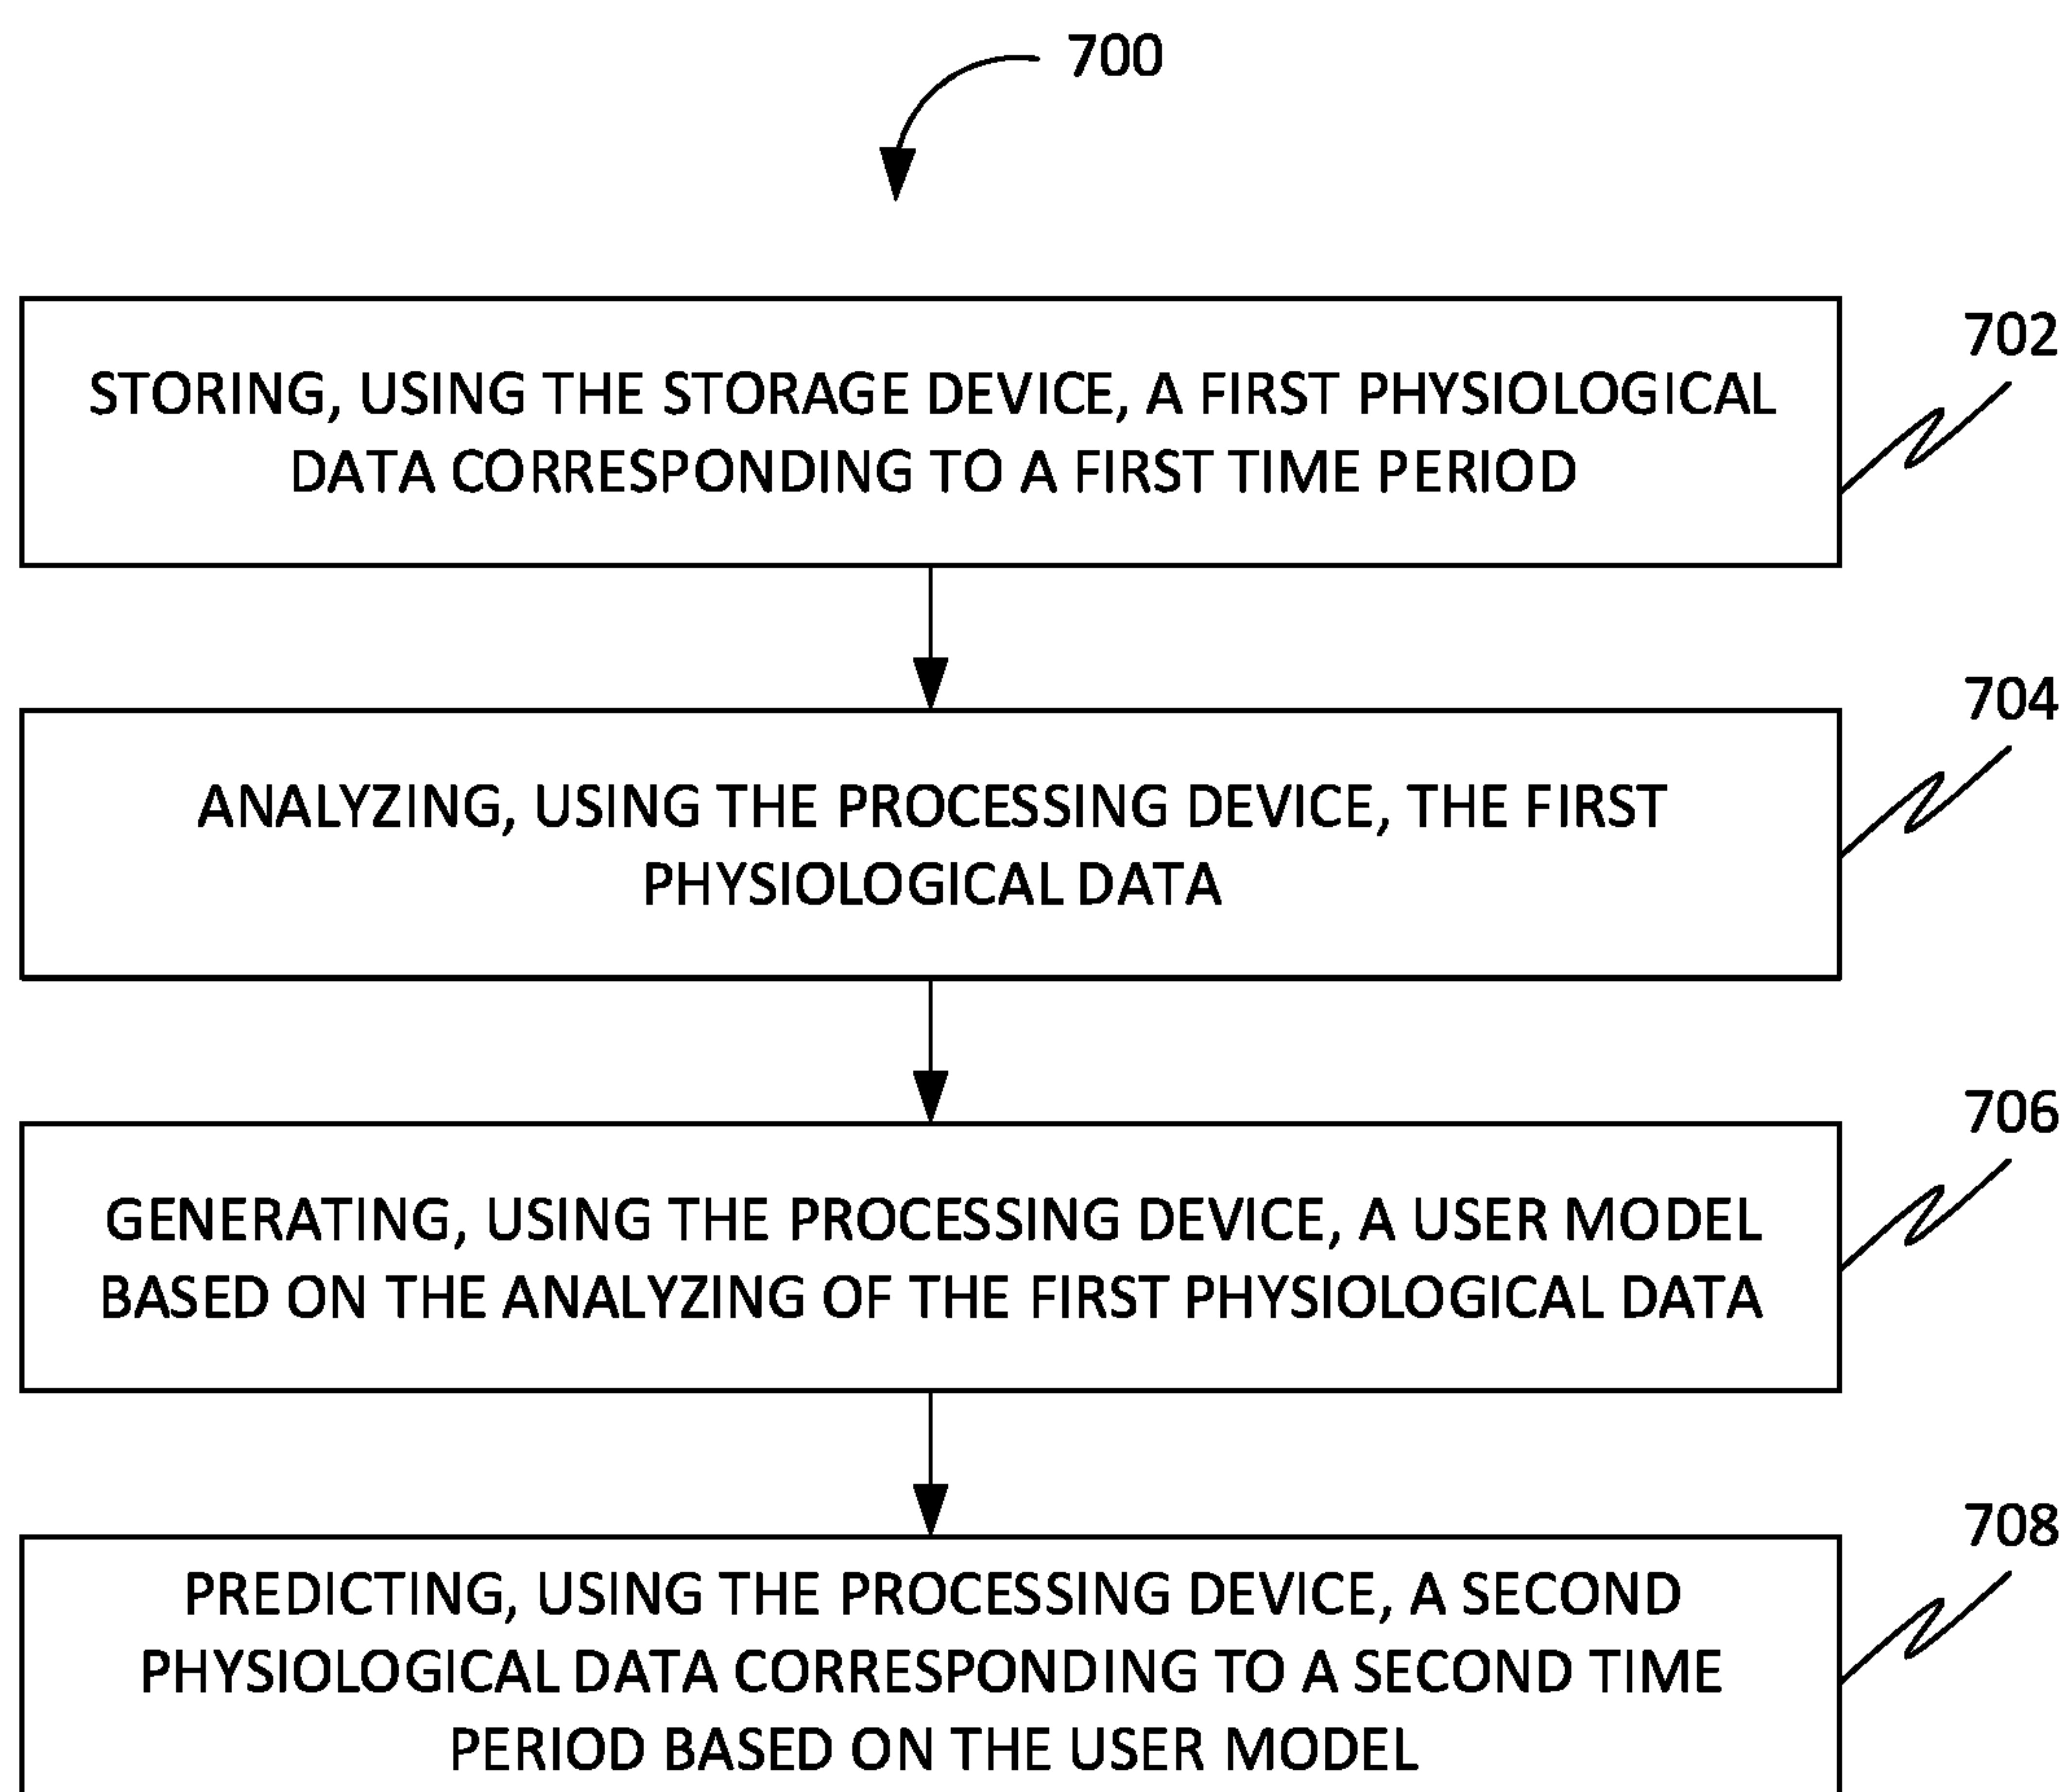 700
702
STORING, USING THE STORAGE DEVICE, A FIRST PHYSIOLOGICAL
DATA CORRESPONDING TO A FIRST TIME PERIOD
704
ANALYZING, USING THE PROCESSING DEVICE, THE FIRST
PHYSIOLOGICAL DATA
706
GENERATING, USING THE PROCESSING DEVICE, A USER MODEL
BASED ON THE ANALYZING OF THE FIRST PHYSIOLOGICAL DATA
708
PREDICTING, USING THE PROCESSING DEVICE, A SECOND
PHYSIOLOGICAL DATA CORRESPONDING TO A SECOND TIME
PERIOD BASED ON THE USER MODEL